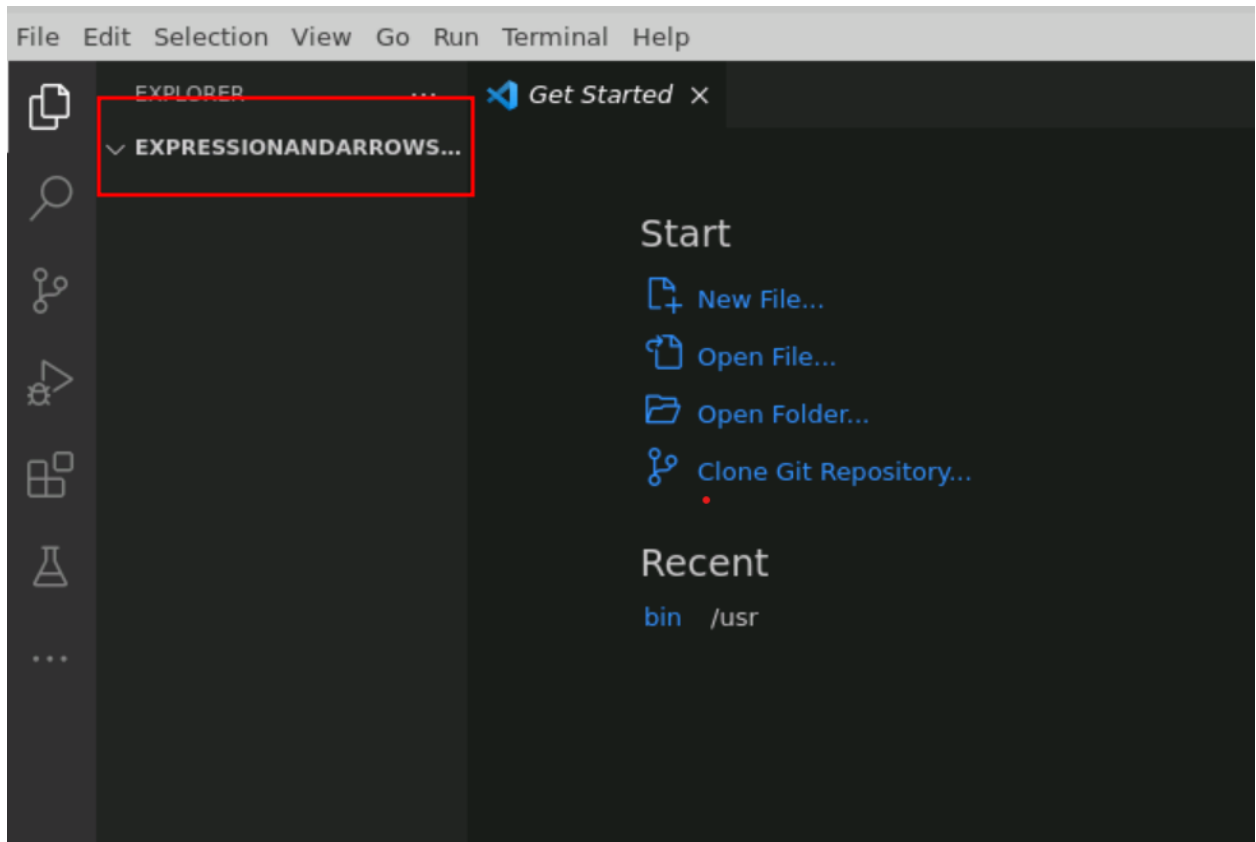 File Edit Selection View Go Run Terminal Help
EXPLORER ...
Get Started ×
EXPRESSIONANDARROWS...
Start
New File...
Open File...
Open Folder...
Clone Git Repository...
Recent
bin /usr